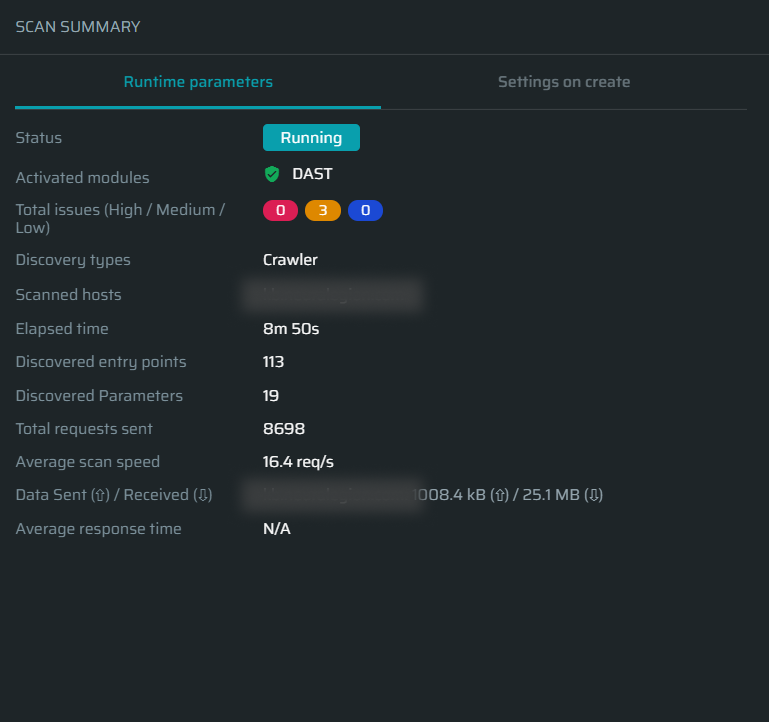 SCAN SUMMARY
Runtime parameters Settings on create
Status Running
Activated modules DAST
Total issues (High / Medium / Low) 0 3 0
Discovery types Crawler
Scanned hosts
Elapsed time 8m 50s
Discovered entry points 113
Discovered Parameters 19
Total requests sent 8698
Average scan speed 16.4 req/s
Data Sent (⇧) / Received (⇩) 1008.4 kB (⇧) / 25.1 MB (⇩)
Average response time N/A